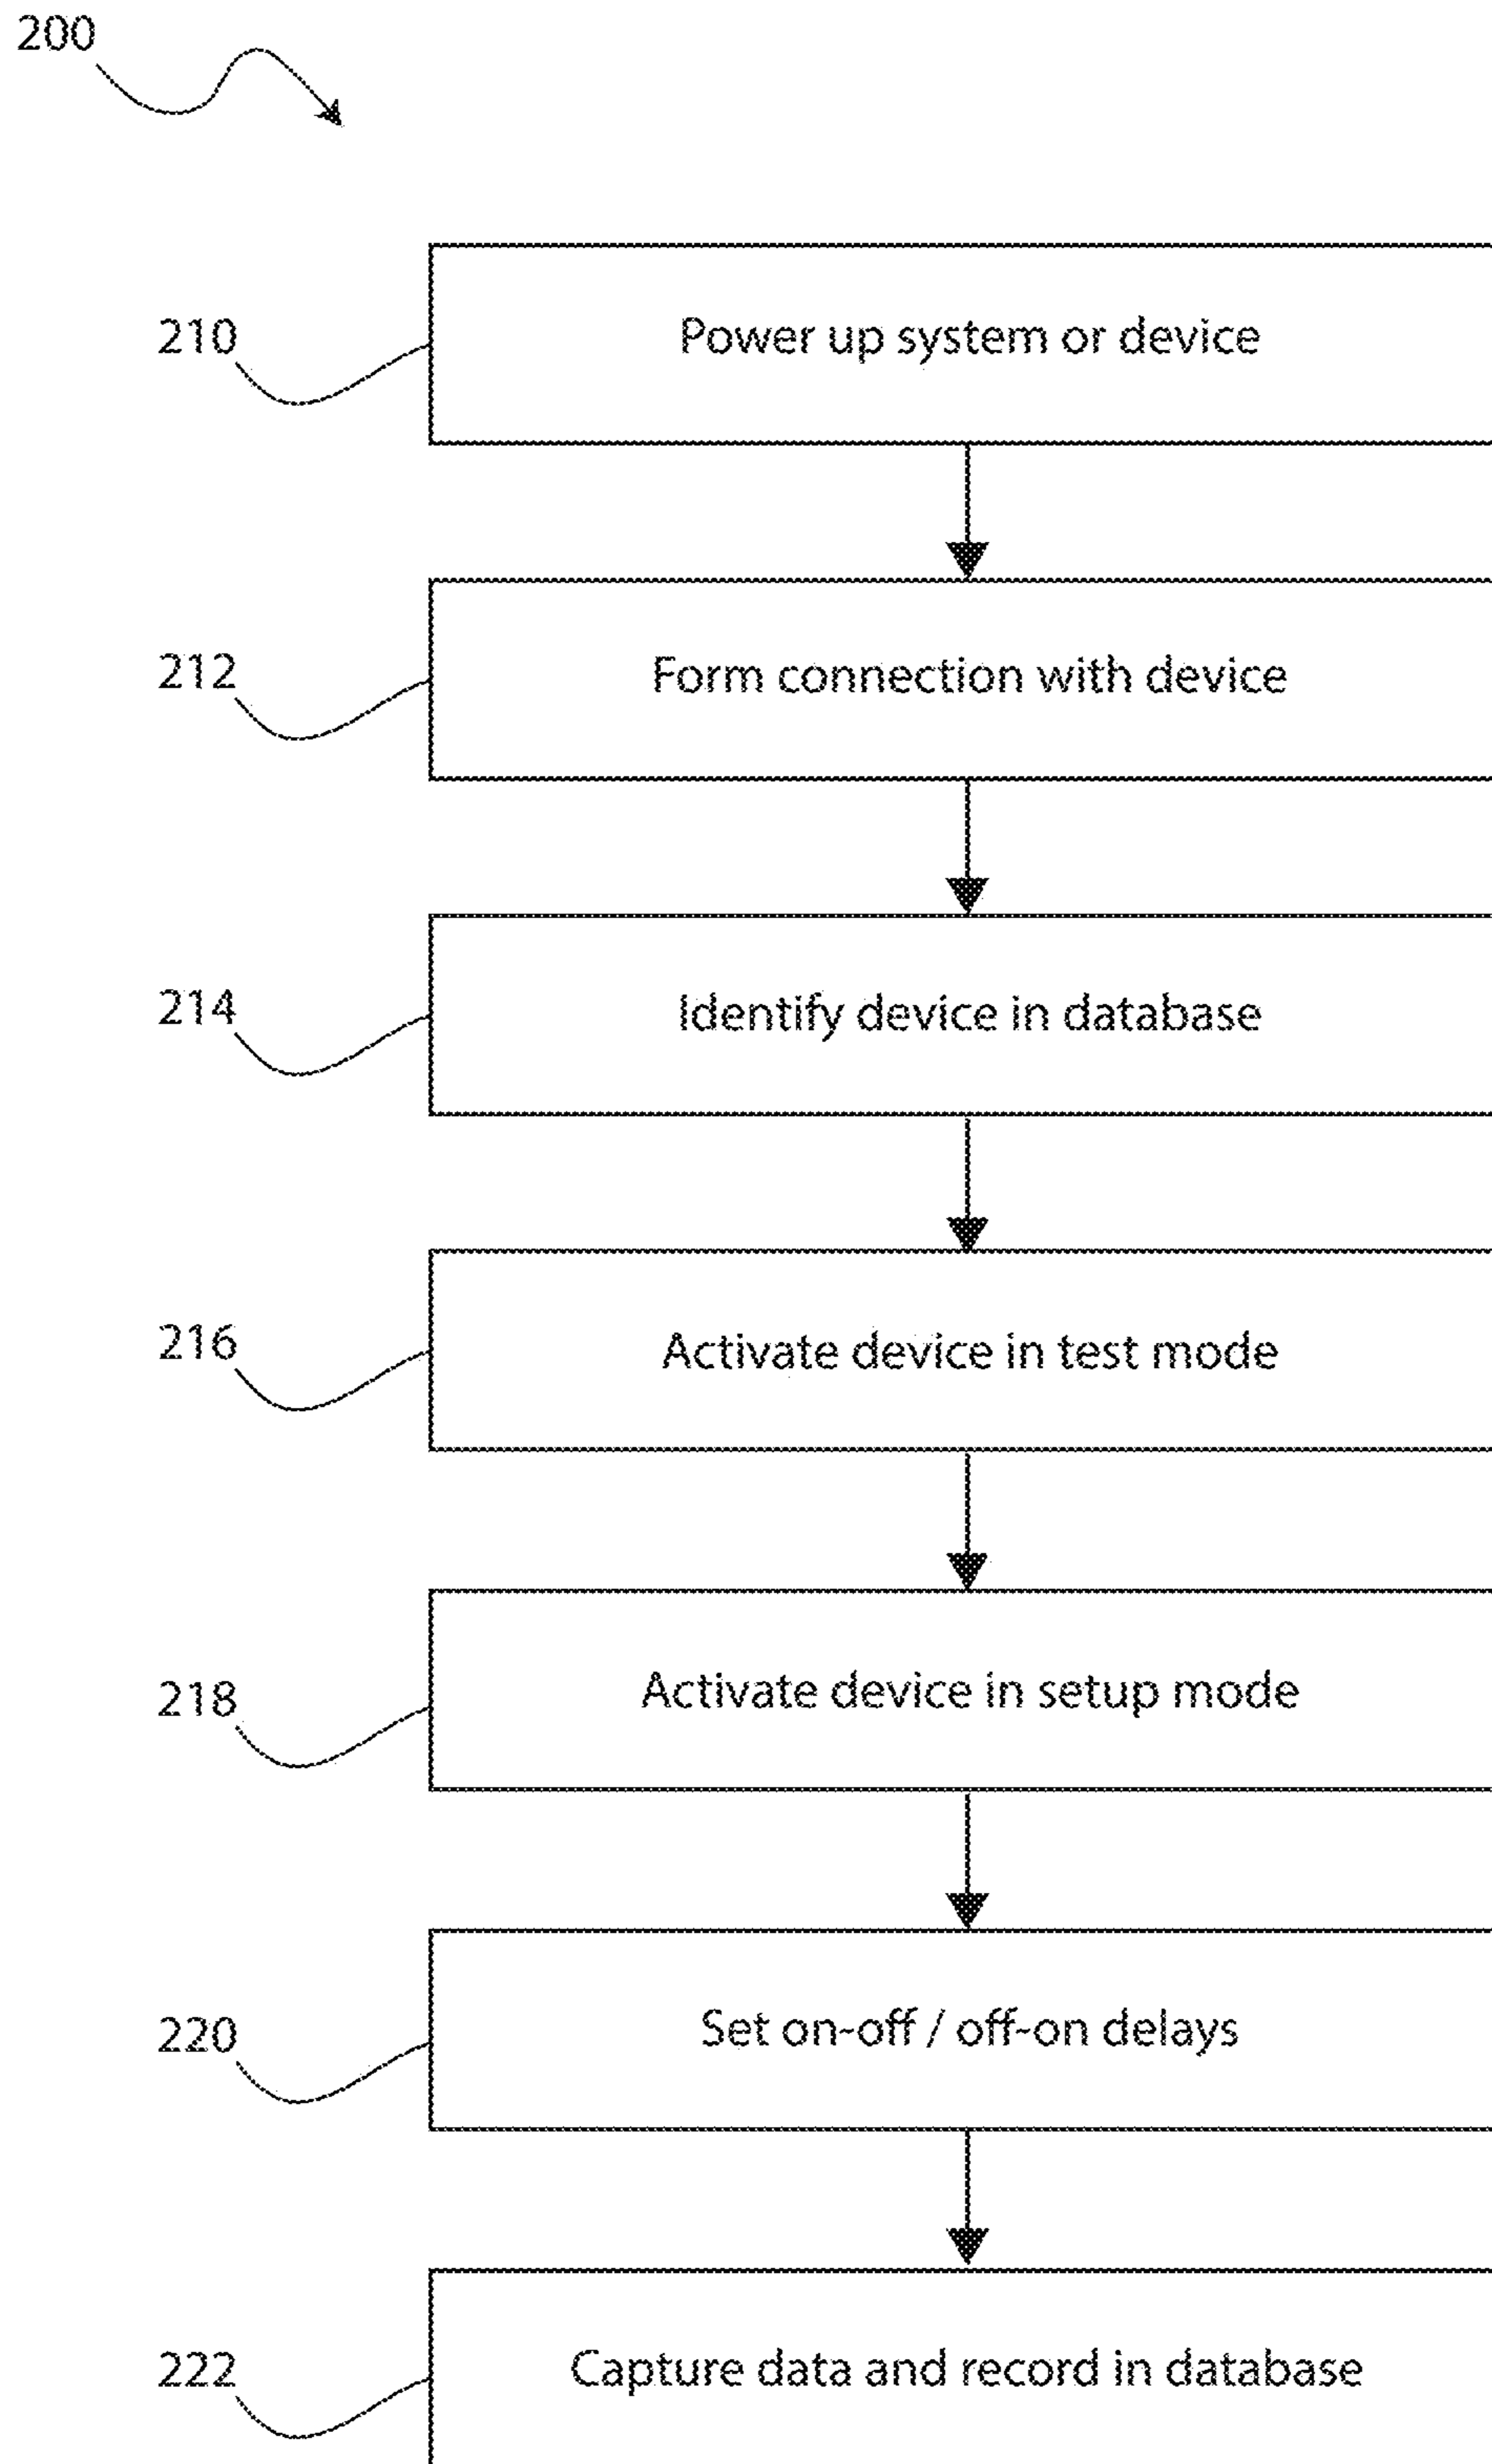 200
210
Power up system or device
212
Form connection with device
214
Identify device in database
216
Activate device in test mode
218
Activate device in setup mode
220
Set on-off / off-on delays
222
Capture data and record in database